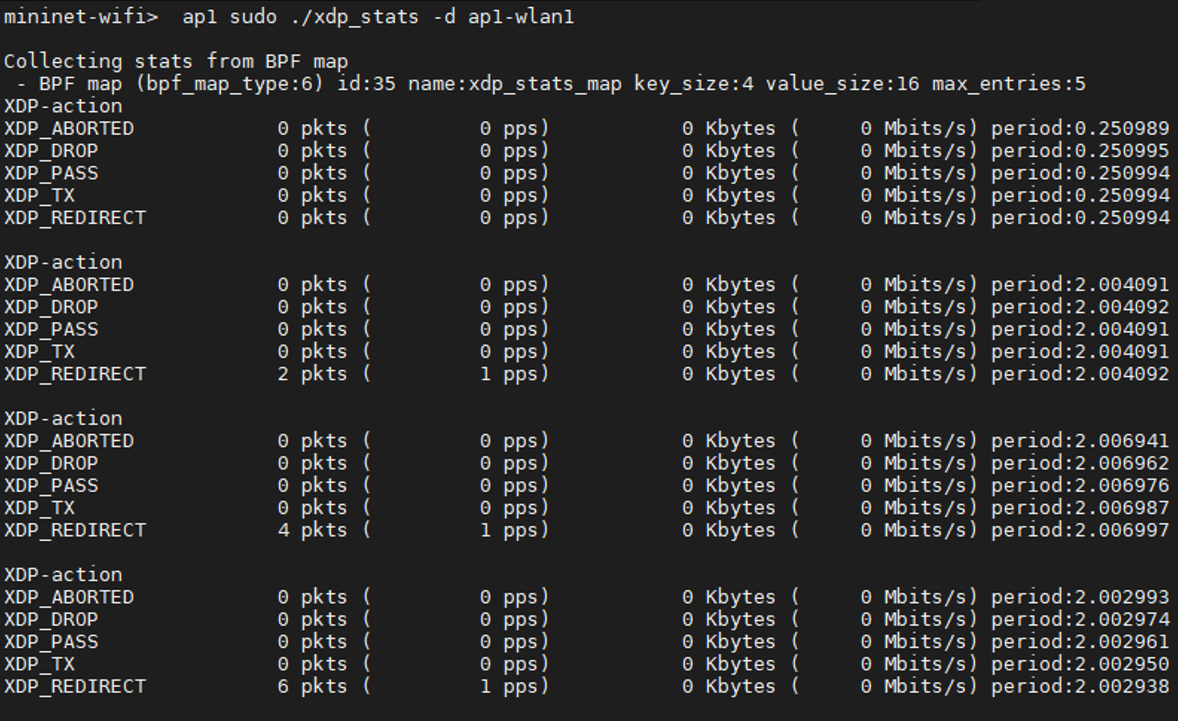 mininet-wifi>  ap1 sudo ./xdp_stats -d ap1-wlan1

Collecting stats from BPF map
 - BPF map (bpf_map_type:6) id:35 name:xdp_stats_map key_size:4 value_size:16 max_entries:5
XDP-action
XDP_ABORTED            0 pkts (         0 pps)           0 Kbytes (     0 Mbits/s) period:0.250989
XDP_DROP               0 pkts (         0 pps)           0 Kbytes (     0 Mbits/s) period:0.250995
XDP_PASS               0 pkts (         0 pps)           0 Kbytes (     0 Mbits/s) period:0.250994
XDP_TX                 0 pkts (         0 pps)           0 Kbytes (     0 Mbits/s) period:0.250994
XDP_REDIRECT           0 pkts (         0 pps)           0 Kbytes (     0 Mbits/s) period:0.250994

XDP-action
XDP_ABORTED            0 pkts (         0 pps)           0 Kbytes (     0 Mbits/s) period:2.004091
XDP_DROP               0 pkts (         0 pps)           0 Kbytes (     0 Mbits/s) period:2.004092
XDP_PASS               0 pkts (         0 pps)           0 Kbytes (     0 Mbits/s) period:2.004091
XDP_TX                 0 pkts (         0 pps)           0 Kbytes (     0 Mbits/s) period:2.004091
XDP_REDIRECT           2 pkts (         1 pps)           0 Kbytes (     0 Mbits/s) period:2.004092

XDP-action
XDP_ABORTED            0 pkts (         0 pps)           0 Kbytes (     0 Mbits/s) period:2.006941
XDP_DROP               0 pkts (         0 pps)           0 Kbytes (     0 Mbits/s) period:2.006962
XDP_PASS               0 pkts (         0 pps)           0 Kbytes (     0 Mbits/s) period:2.006976
XDP_TX                 0 pkts (         0 pps)           0 Kbytes (     0 Mbits/s) period:2.006987
XDP_REDIRECT           4 pkts (         1 pps)           0 Kbytes (     0 Mbits/s) period:2.006997

XDP-action
XDP_ABORTED            0 pkts (         0 pps)           0 Kbytes (     0 Mbits/s) period:2.002993
XDP_DROP               0 pkts (         0 pps)           0 Kbytes (     0 Mbits/s) period:2.002974
XDP_PASS               0 pkts (         0 pps)           0 Kbytes (     0 Mbits/s) period:2.002961
XDP_TX                 0 pkts (         0 pps)           0 Kbytes (     0 Mbits/s) period:2.002950
XDP_REDIRECT           6 pkts (         1 pps)           0 Kbytes (     0 Mbits/s) period:2.002938